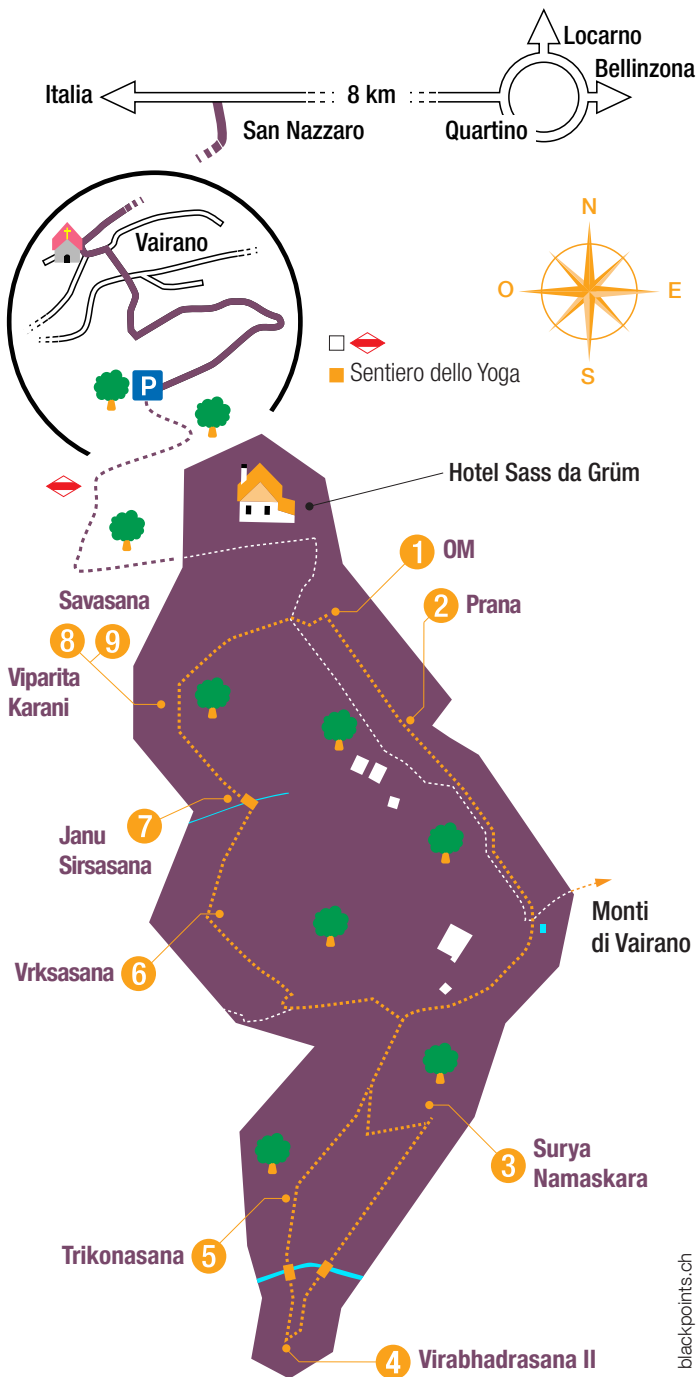 Locarno
Bellinzona
Italia
8 km
San Nazzaro
Quartino
Vairano
N
O
E
S
P
Sentiero dello Yoga
Hotel Sass da Grüm
1 OM
2 Prana
Savasana
8 9
Viparita
Karani
7
Janu
Sirsasana
Monti
di Vairano
Vrksasana 6
3 Surya
Namaskara
Trikonasana 5
4 Virabhadrasana II
blackpoints.ch